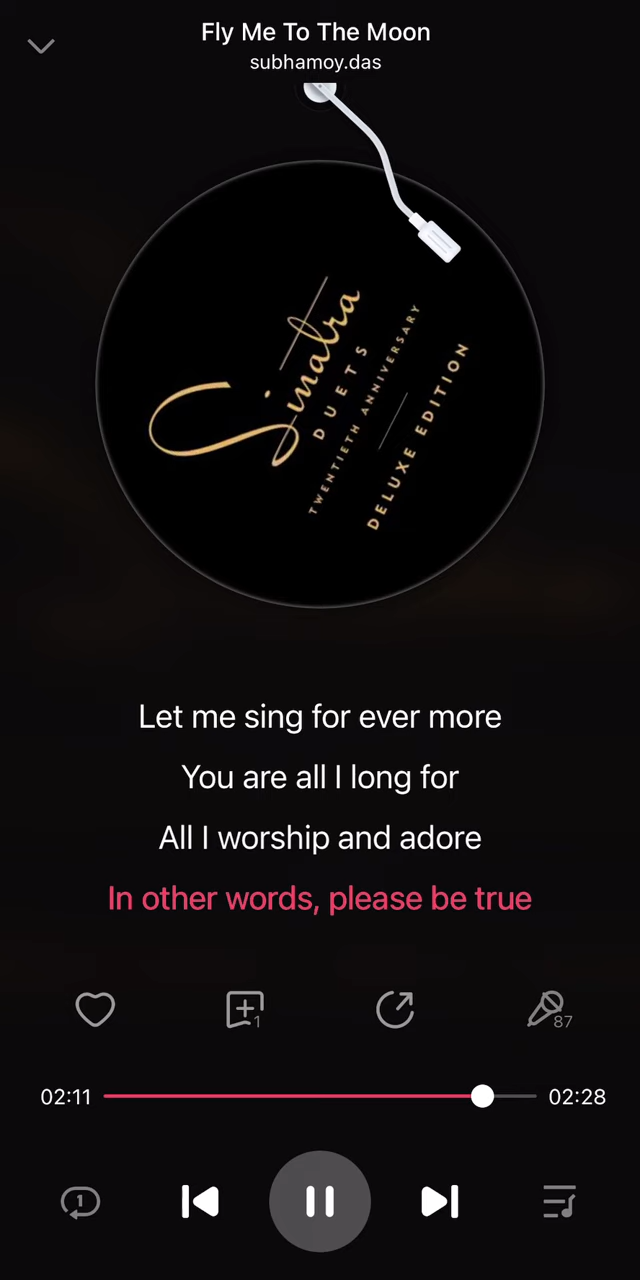 Fly Me To The Moon
subhamoy.das
Sinatra
DUETS
TWENTIETH ANNIVERSARY
DELUXE EDITION
Let me sing for ever more
You are all I long for
All I worship and adore
In other words, please be true
1
87
02:11
02:28
1